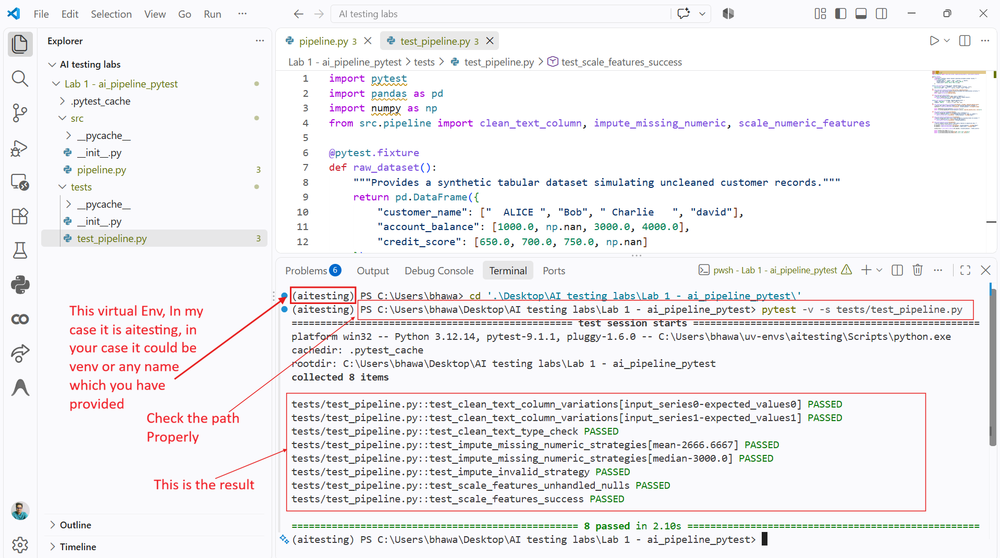 File Edit Selection View Go Run ···
AI testing labs
Explorer ···
AI testing labs
Lab 1 - ai_pipeline_pytest
.pytest_cache
src
__pycache__
__init__.py
pipeline.py 3
tests
__pycache__
__init__.py
test_pipeline.py 3
This virtual Env, In my
case it is aitesting, in
your case it could be
venv or any name
which you have
provided
Check the path
Properly
This is the result
Outline
Timeline
pipeline.py 3
test_pipeline.py 3
Lab 1 - ai_pipeline_pytest > tests > test_pipeline.py > test_scale_features_success
1 import pytest
2 import pandas as pd
3 import numpy as np
4 from src.pipeline import clean_text_column, impute_missing_numeric, scale_numeric_features
5
6 @pytest.fixture
7 def raw_dataset():
8 """Provides a synthetic tabular dataset simulating uncleaned customer records."""
9 return pd.DataFrame({
10 "customer_name": ["  ALICE ", "Bob", " Charlie   ", "david"],
11 "account_balance": [1000.0, np.nan, 3000.0, 4000.0],
12 "credit_score": [650.0, 700.0, 750.0, np.nan]
Problems 6 Output Debug Console Terminal Ports
pwsh - Lab 1 - ai_pipeline_pytest
(aitesting) PS C:\Users\bhawa> cd '.\Desktop\AI testing labs\Lab 1 - ai_pipeline_pytest\'
(aitesting) PS C:\Users\bhawa\Desktop\AI testing labs\Lab 1 - ai_pipeline_pytest> pytest -v -s tests/test_pipeline.py
================================================= test session starts ==================================================
platform win32 -- Python 3.12.14, pytest-9.1.1, pluggy-1.6.0 -- C:\Users\bhawa\uv-envs\aitesting\Scripts\python.exe
cachedir: .pytest_cache
rootdir: C:\Users\bhawa\Desktop\AI testing labs\Lab 1 - ai_pipeline_pytest
collected 8 items
tests/test_pipeline.py::test_clean_text_column_variations[input_series0-expected_values0] PASSED
tests/test_pipeline.py::test_clean_text_column_variations[input_series1-expected_values1] PASSED
tests/test_pipeline.py::test_clean_text_type_check PASSED
tests/test_pipeline.py::test_impute_missing_numeric_strategies[mean-2666.6667] PASSED
tests/test_pipeline.py::test_impute_missing_numeric_strategies[median-3000.0] PASSED
tests/test_pipeline.py::test_impute_invalid_strategy PASSED
tests/test_pipeline.py::test_scale_features_unhandled_nulls PASSED
tests/test_pipeline.py::test_scale_features_success PASSED
================================================== 8 passed in 2.10s ===================================================
(aitesting) PS C:\Users\bhawa\Desktop\AI testing labs\Lab 1 - ai_pipeline_pytest>